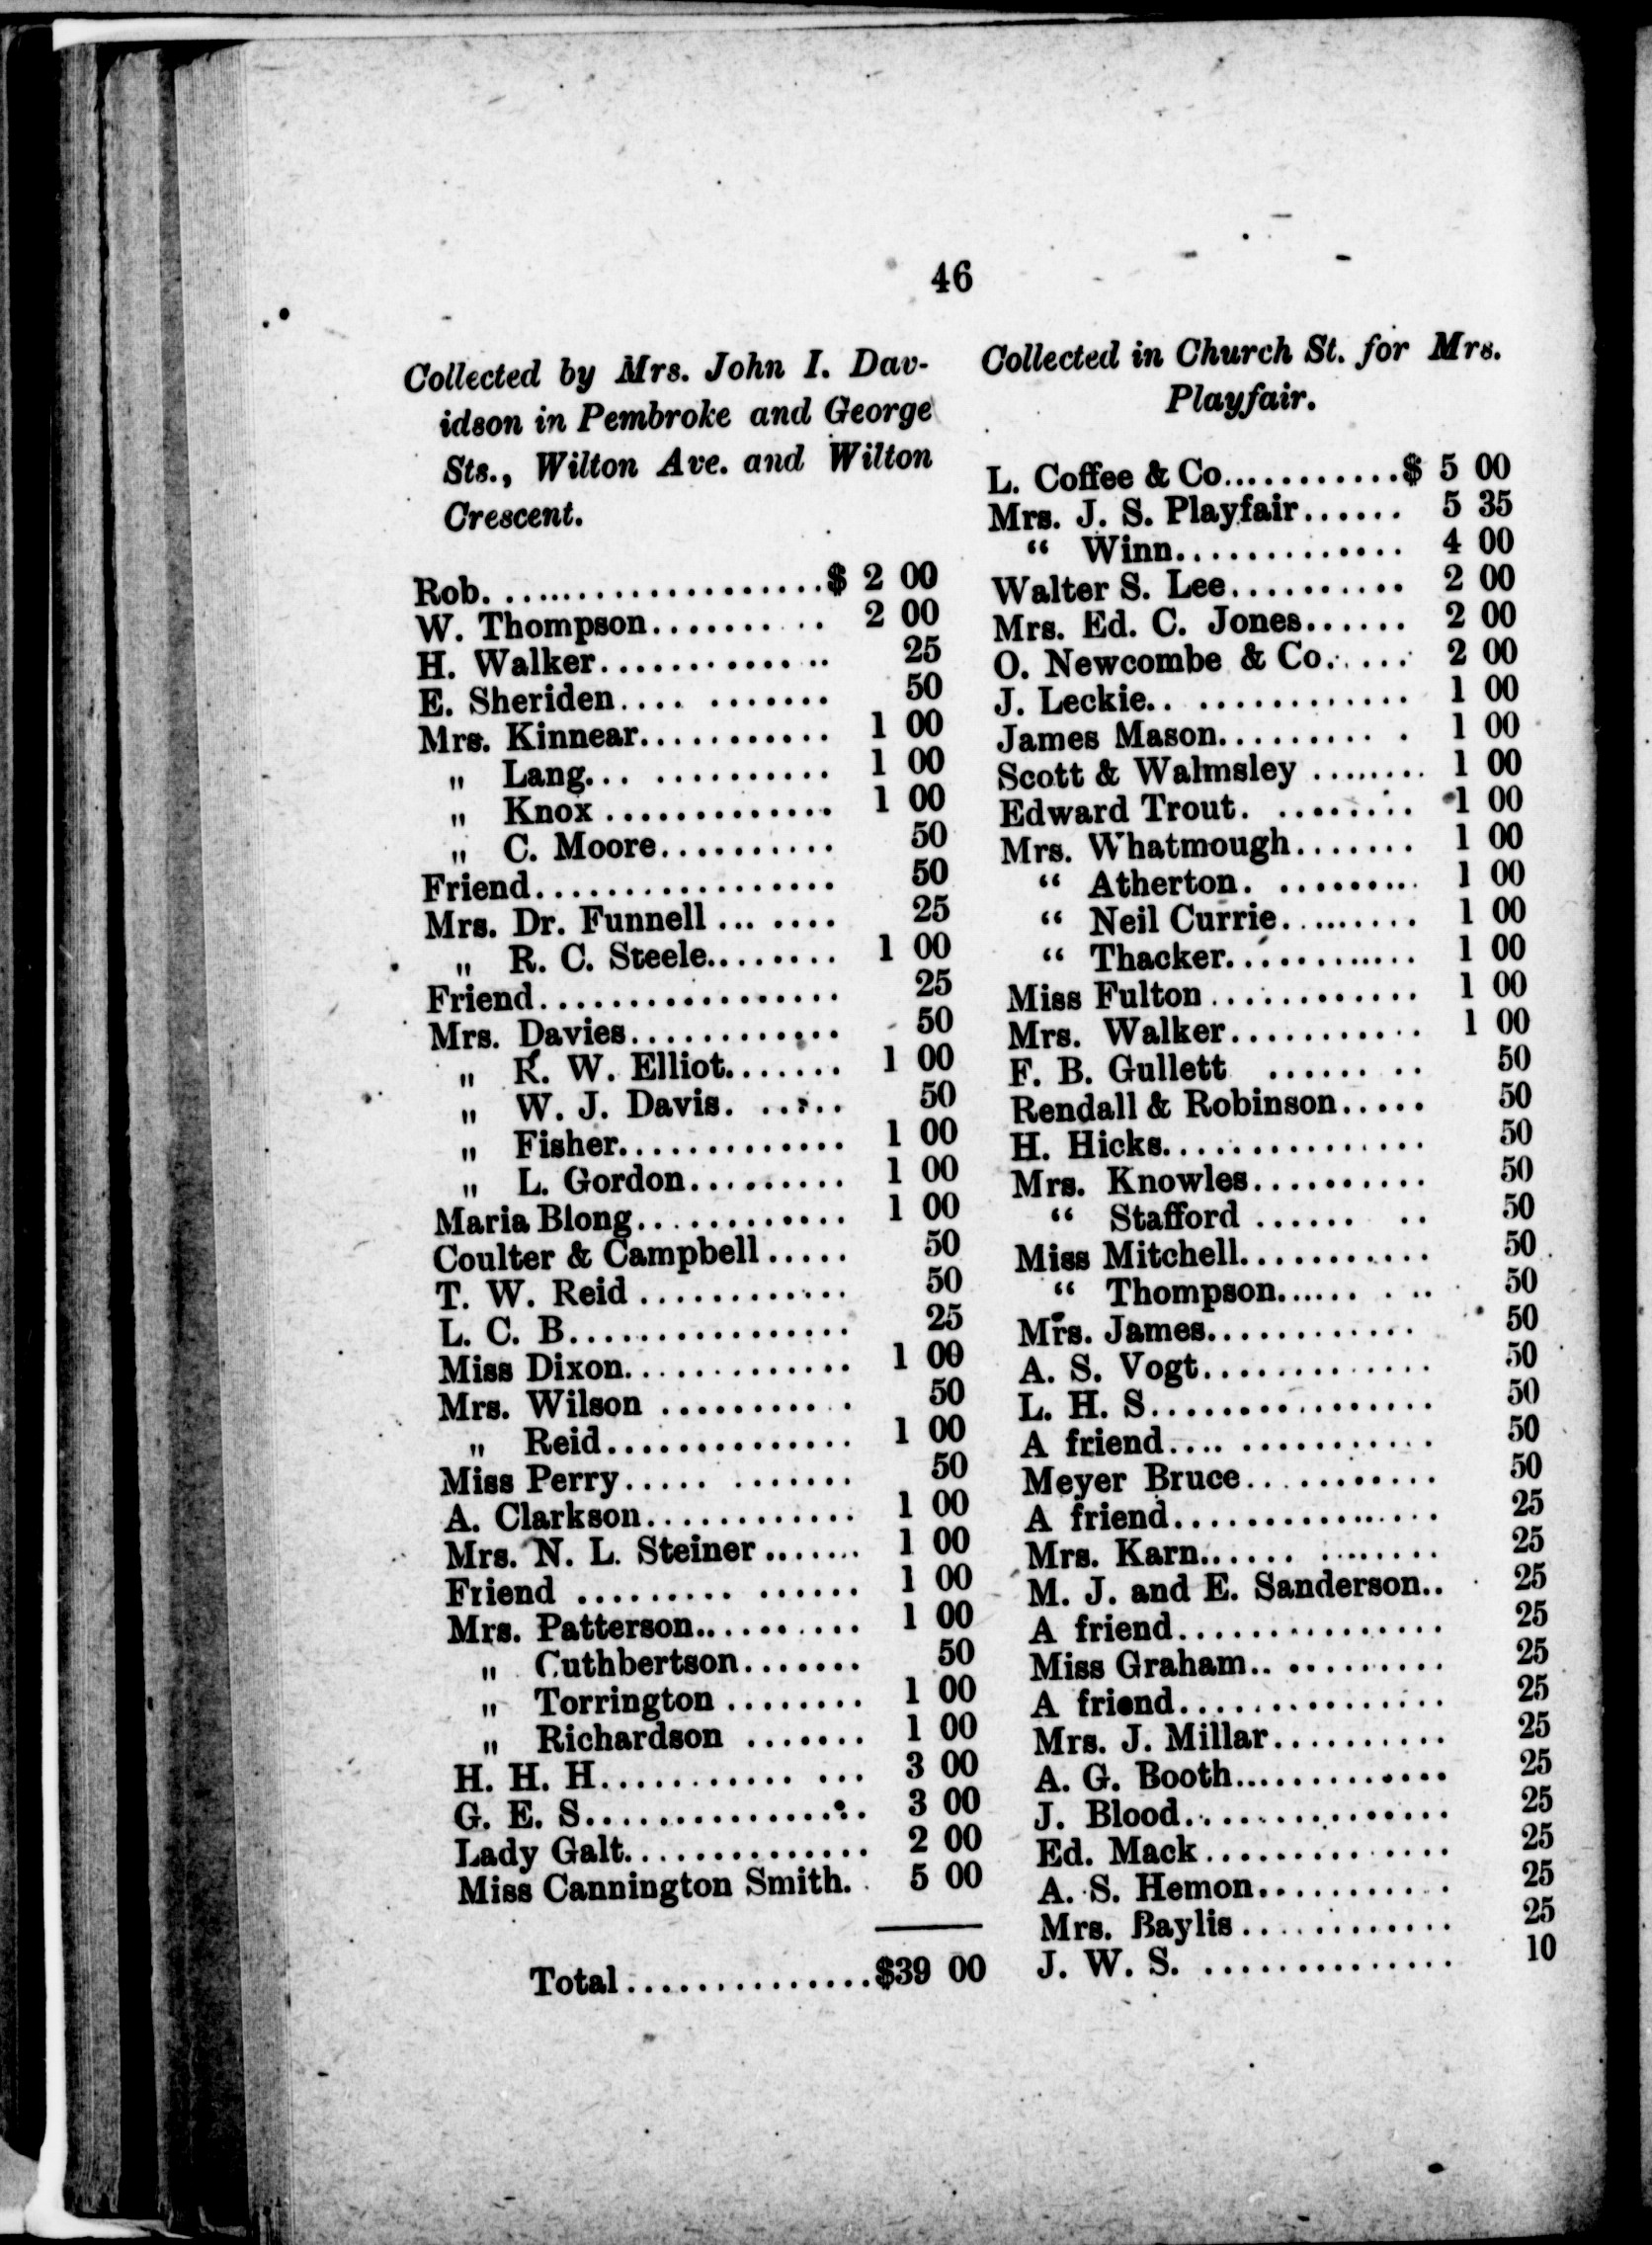 46
Collected by Mrs. John I. Dav-
idson in Pembroke and George
Sts., Wilton Ave. and Wilton
Crescent.
Rob. ...................$ 2 00
W. Thompson.......... 2 00
H. Walker............. 25
E. Sheriden.... ....... 50
Mrs. Kinnear........... 1 00
„ Lang... .......... 1 00
„ Knox ............. 1 00
„ C. Moore.......... 50
Friend................. 50
Mrs. Dr. Funnell ... .... 25
„ R. C. Steele........ 1 00
Friend................. 25
Mrs. Davies............ 50
„ R. W. Elliot....... 1 00
„ W. J. Davis. ..... 50
„ Fisher............. 1 00
„ L. Gordon......... 1 00
Maria Blong............ 1 00
Coulter & Campbell ..... 50
T. W. Reid ............ 50
L. C. B................ 25
Miss Dixon............. 1 00
Mrs. Wilson ........... 50
„ Reid.............. 1 00
Miss Perry..... ....... 50
A. Clarkson............ 1 00
Mrs. N. L. Steiner ....... 1 00
Friend ......... ...... 1 00
Mrs. Patterson.......... 1 00
„ Cuthbertson....... 50
„ Torrington ........ 1 00
„ Richardson ....... 1 00
H. H. H........... ... 3 00
G. E. S................ 3 00
Lady Galt.............. 2 00
Miss Cannington Smith. . 5 00
Total ..............$39 00
Collected in Church St. for Mrs.
Playfair.
L. Coffee & Co...........$ 5 00
Mrs. J. S. Playfair...... 5 35
“ Winn............. 4 00
Walter S. Lee.......... 2 00
Mrs. Ed. C. Jones...... 2 00
O. Newcombe & Co..... 2 00
J. Leckie.. ............ 1 00
James Mason.......... . 1 00
Scott & Walmsley ........ 1 00
Edward Trout. ........ 1 00
Mrs. Whatmough....... 1 00
“ Atherton. ......... 1 00
“ Neil Currie........ 1 00
“ Thacker........... 1 00
Miss Fulton ............ 1 00
Mrs. Walker........... 1 00
F. B. Gullett ...... .. 50
Rendall & Robinson..... 50
H. Hicks............... 50
Mrs. Knowles.......... 50
“ Stafford ...... .. 50
Miss Mitchell........... 50
“ Thompson...... . .. 50
Mrs. James............ 50
A. S. Vogt............. 50
L. H. S................ 50
A friend.... ........... 50
Meyer Bruce........... 50
A friend............... 25
Mrs. Karn...... ........ 25
M. J. and E. Sanderson.. 25
A friend............... 25
Miss Graham.. ......... 25
A friend............... 25
Mrs. J. Millar.......... 25
A. G. Booth............. 25
J. Blood............... 25
Ed. Mack.............. 25
A. S. Hemon........... 25
Mrs. Baylis ............ 25
J. W. S. .............. 10